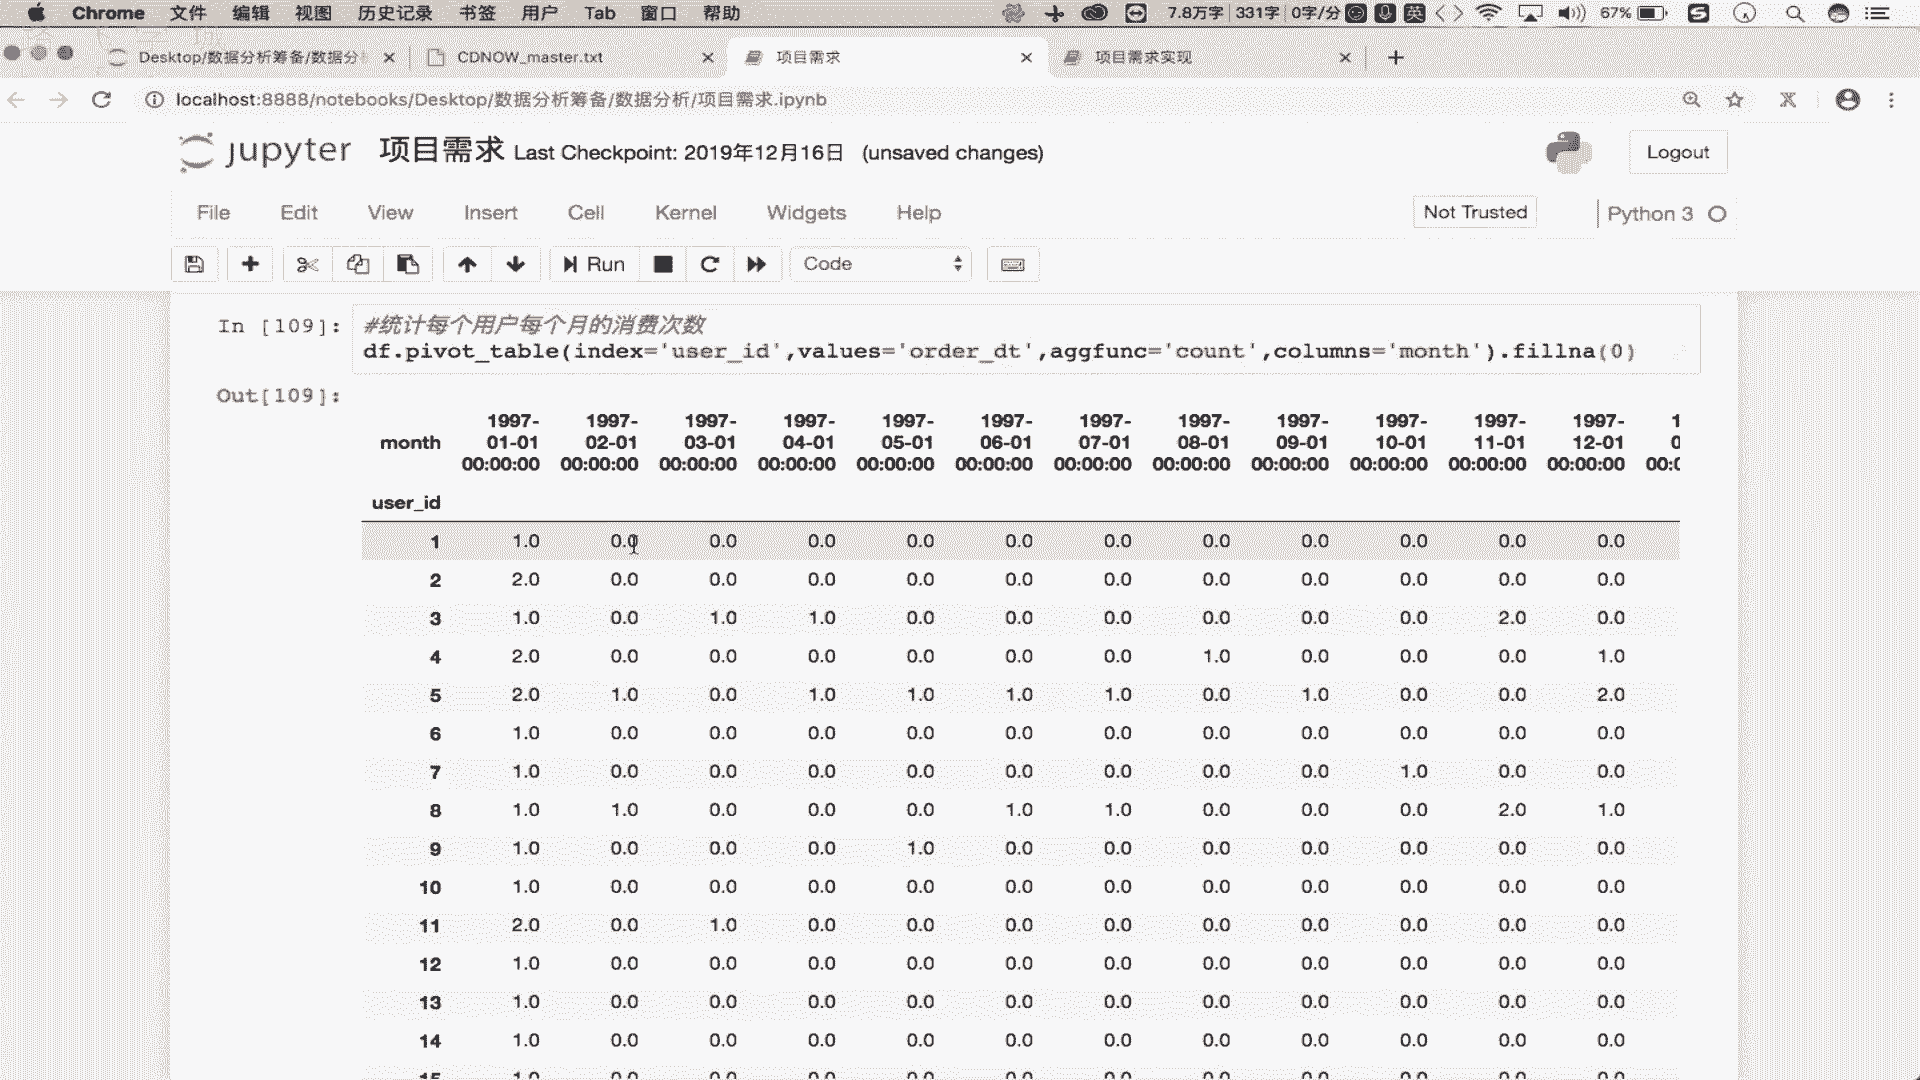 Chrome 文件 编辑 视图 历史记录 书签 用户 Tab 窗口 帮助 7.8万字 331字 0字/分 英 67%
Desktop/数据分析筹备/数据分 CDNOW_master.txt 项目需求 项目需求实现
localhost:8888/notebooks/Desktop/数据分析筹备/数据分析/项目需求.ipynb
jupyter 项目需求 Last Checkpoint: 2019年12月16日 (unsaved changes) Logout
File Edit View Insert Cell Kernel Widgets Help Not Trusted Python 3
Run Code
In [109]: #统计每个用户每个月的消费次数
df.pivot_table(index='user_id',values='order_dt',aggfunc='count',columns='month').fillna(0)
Out[109]:
1997- 1997- 1997- 1997- 1997- 1997- 1997- 1997- 1997- 1997- 1997- 1997- 1
month 01-01 02-01 03-01 04-01 05-01 06-01 07-01 08-01 09-01 10-01 11-01 12-01 0
00:00:00 00:00:00 00:00:00 00:00:00 00:00:00 00:00:00 00:00:00 00:00:00 00:00:00 00:00:00 00:00:00 00:00:00 00:0
user_id
1 1.0 0.0 0.0 0.0 0.0 0.0 0.0 0.0 0.0 0.0 0.0 0.0
2 2.0 0.0 0.0 0.0 0.0 0.0 0.0 0.0 0.0 0.0 0.0 0.0
3 1.0 0.0 1.0 1.0 0.0 0.0 0.0 0.0 0.0 0.0 2.0 0.0
4 2.0 0.0 0.0 0.0 0.0 0.0 0.0 1.0 0.0 0.0 0.0 1.0
5 2.0 1.0 0.0 1.0 1.0 1.0 1.0 0.0 1.0 0.0 0.0 2.0
6 1.0 0.0 0.0 0.0 0.0 0.0 0.0 0.0 0.0 0.0 0.0 0.0
7 1.0 0.0 0.0 0.0 0.0 0.0 0.0 0.0 0.0 1.0 0.0 0.0
8 1.0 1.0 0.0 0.0 0.0 1.0 1.0 0.0 0.0 0.0 2.0 1.0
9 1.0 0.0 0.0 0.0 1.0 0.0 0.0 0.0 0.0 0.0 0.0 0.0
10 1.0 0.0 0.0 0.0 0.0 0.0 0.0 0.0 0.0 0.0 0.0 0.0
11 2.0 0.0 1.0 0.0 0.0 0.0 0.0 0.0 0.0 0.0 0.0 0.0
12 1.0 0.0 0.0 0.0 0.0 0.0 0.0 0.0 0.0 0.0 0.0 0.0
13 1.0 0.0 0.0 0.0 0.0 0.0 0.0 0.0 0.0 0.0 0.0 0.0
14 1.0 0.0 0.0 0.0 0.0 0.0 0.0 0.0 0.0 0.0 0.0 0.0